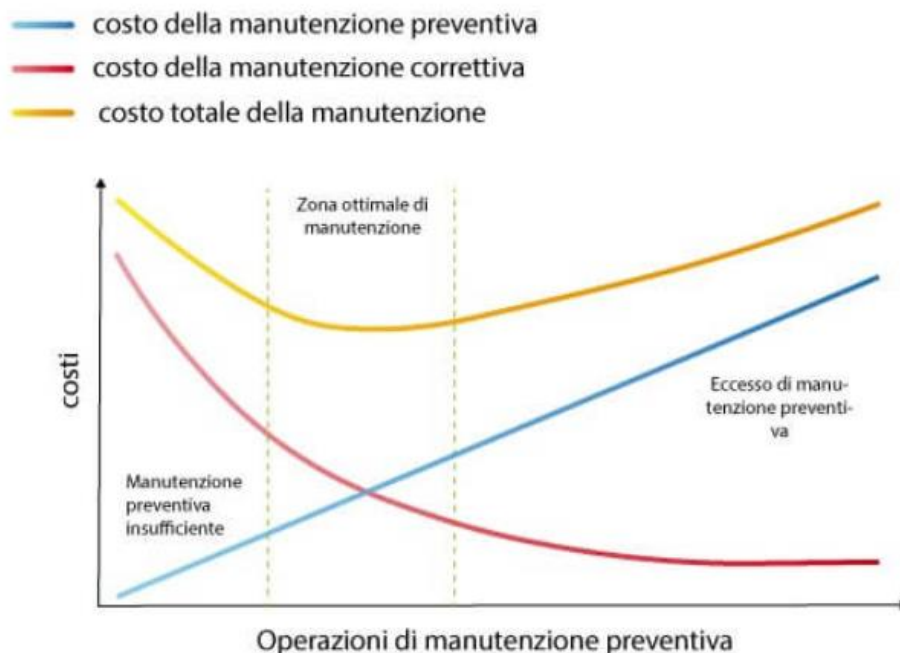 costo della manutenzione preventiva
costo della manutenzione correttiva
costo totale della manutenzione
Zona ottimale di
manutenzione
costi
Eccesso di manu-
tenzione preventi-
va
Manutenzione
preventiva
insufficiente
Operazioni di manutenzione preventiva